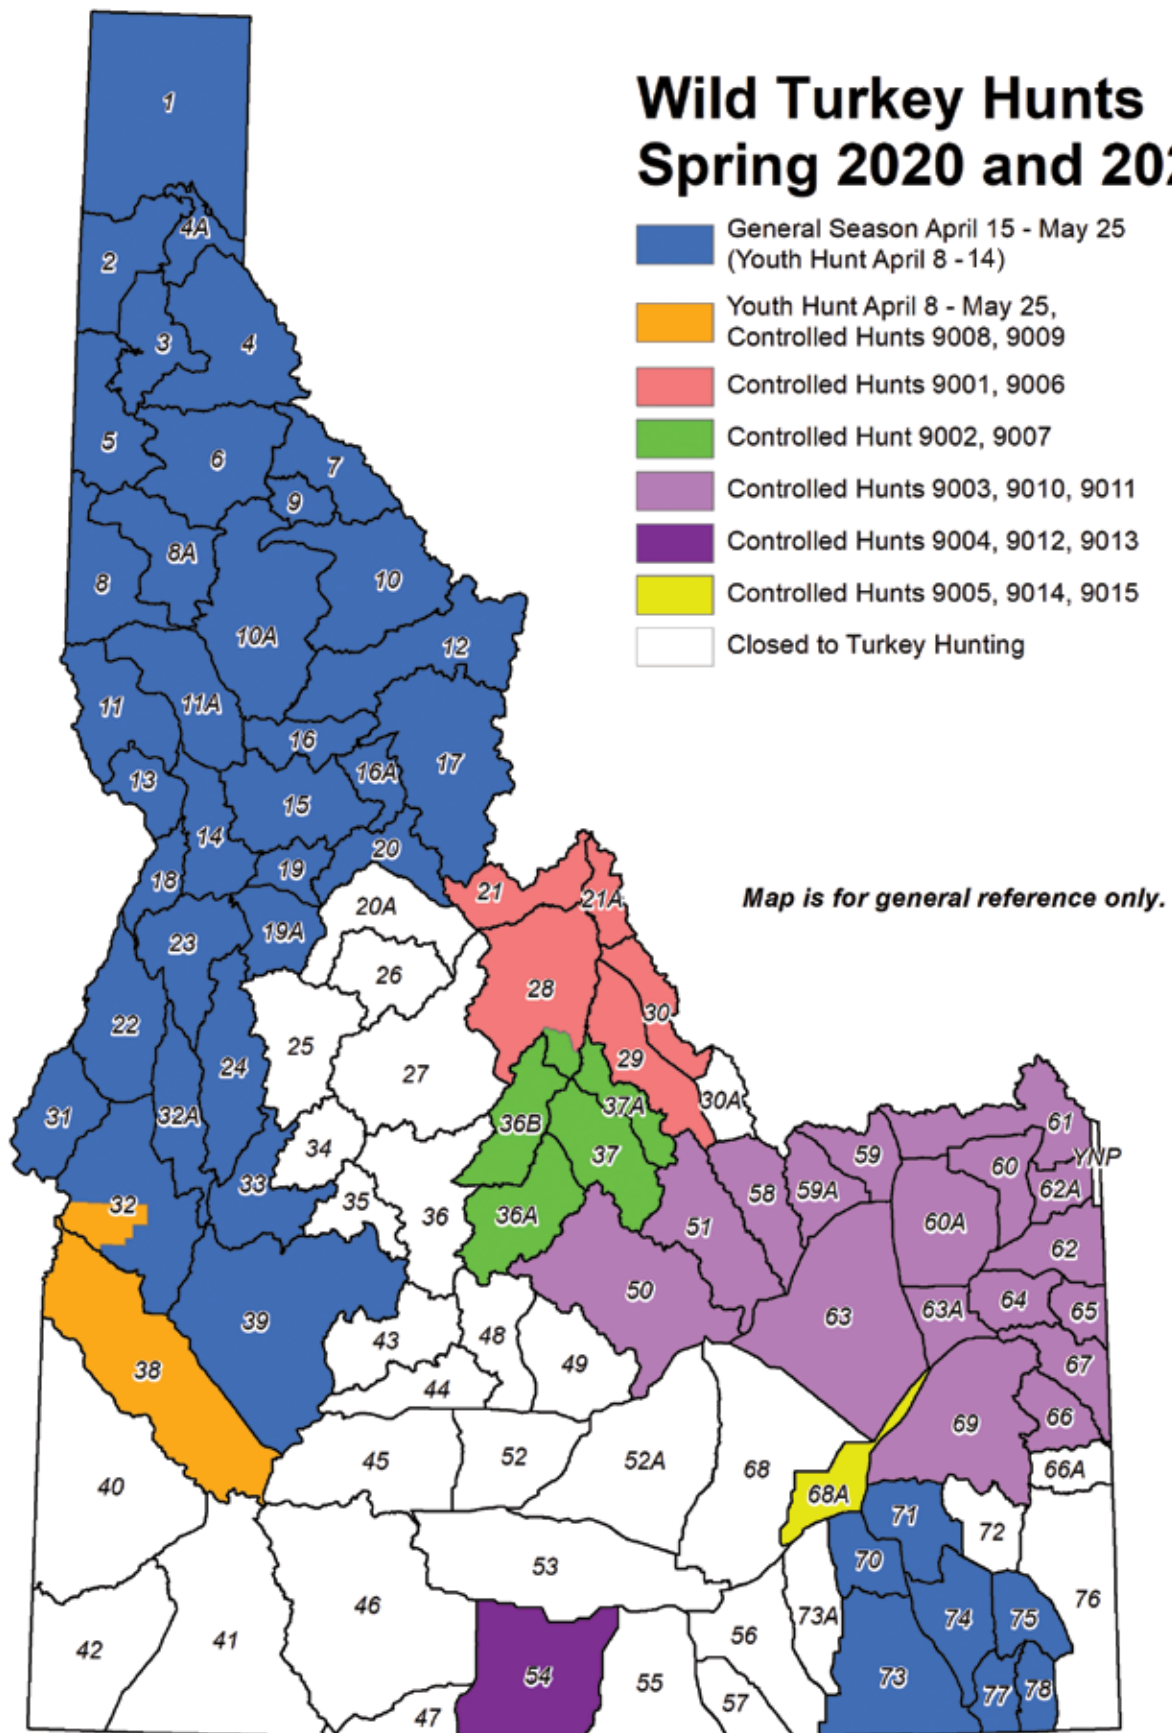 Wild Turkey Hunts
Spring 2020 and 202
General Season April 15 - May 25
(Youth Hunt April 8 -14)
Youth Hunt April 8 - May 25,
Controlled Hunts 9008, 9009
Controlled Hunts 9001, 9006
Controlled Hunt 9002, 9007
Controlled Hunts 9003, 9010, 9011
Controlled Hunts 9004, 9012, 9013
Controlled Hunts 9005, 9014, 9015
Closed to Turkey Hunting
Map is for general reference only.
1
4A
2
3
4
5
6
7
9
8A
8
10
10A
12
11
11A
16
17
13
16A
15
14
20
19
18
21
21A
20A
19A
23
26
28
30
22
25
24
27
29
30A
31
32A
36B
37A
61
34
37
59
60
YNP
33
58
59A
62A
32
35
36
36A
51
60A
62
50
64
65
39
63
63A
43
48
49
67
38
44
69
66
45
52
52A
68
66A
40
68A
71
72
53
70
46
73A
74
75
76
42
41
56
54
55
73
77
78
57
47